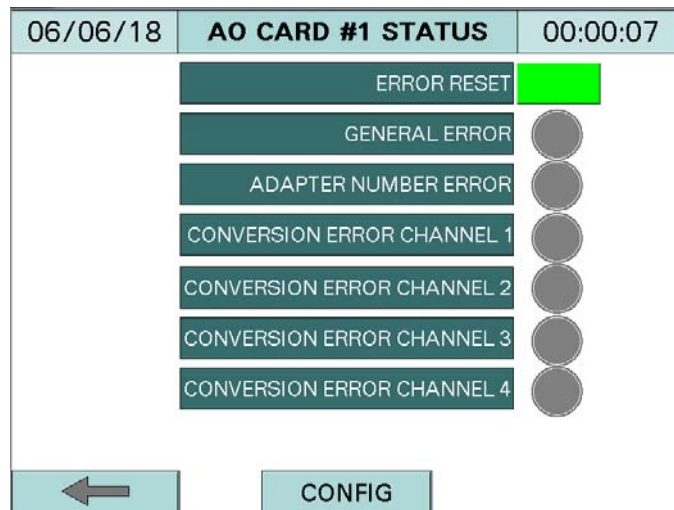 06/06/18 AO CARD #1 STATUS 00:00:07
ERROR RESET
GENERAL ERROR
ADAPTER NUMBER ERROR
CONVERSION ERROR CHANNEL 1
CONVERSION ERROR CHANNEL 2
CONVERSION ERROR CHANNEL 3
CONVERSION ERROR CHANNEL 4
CONFIG